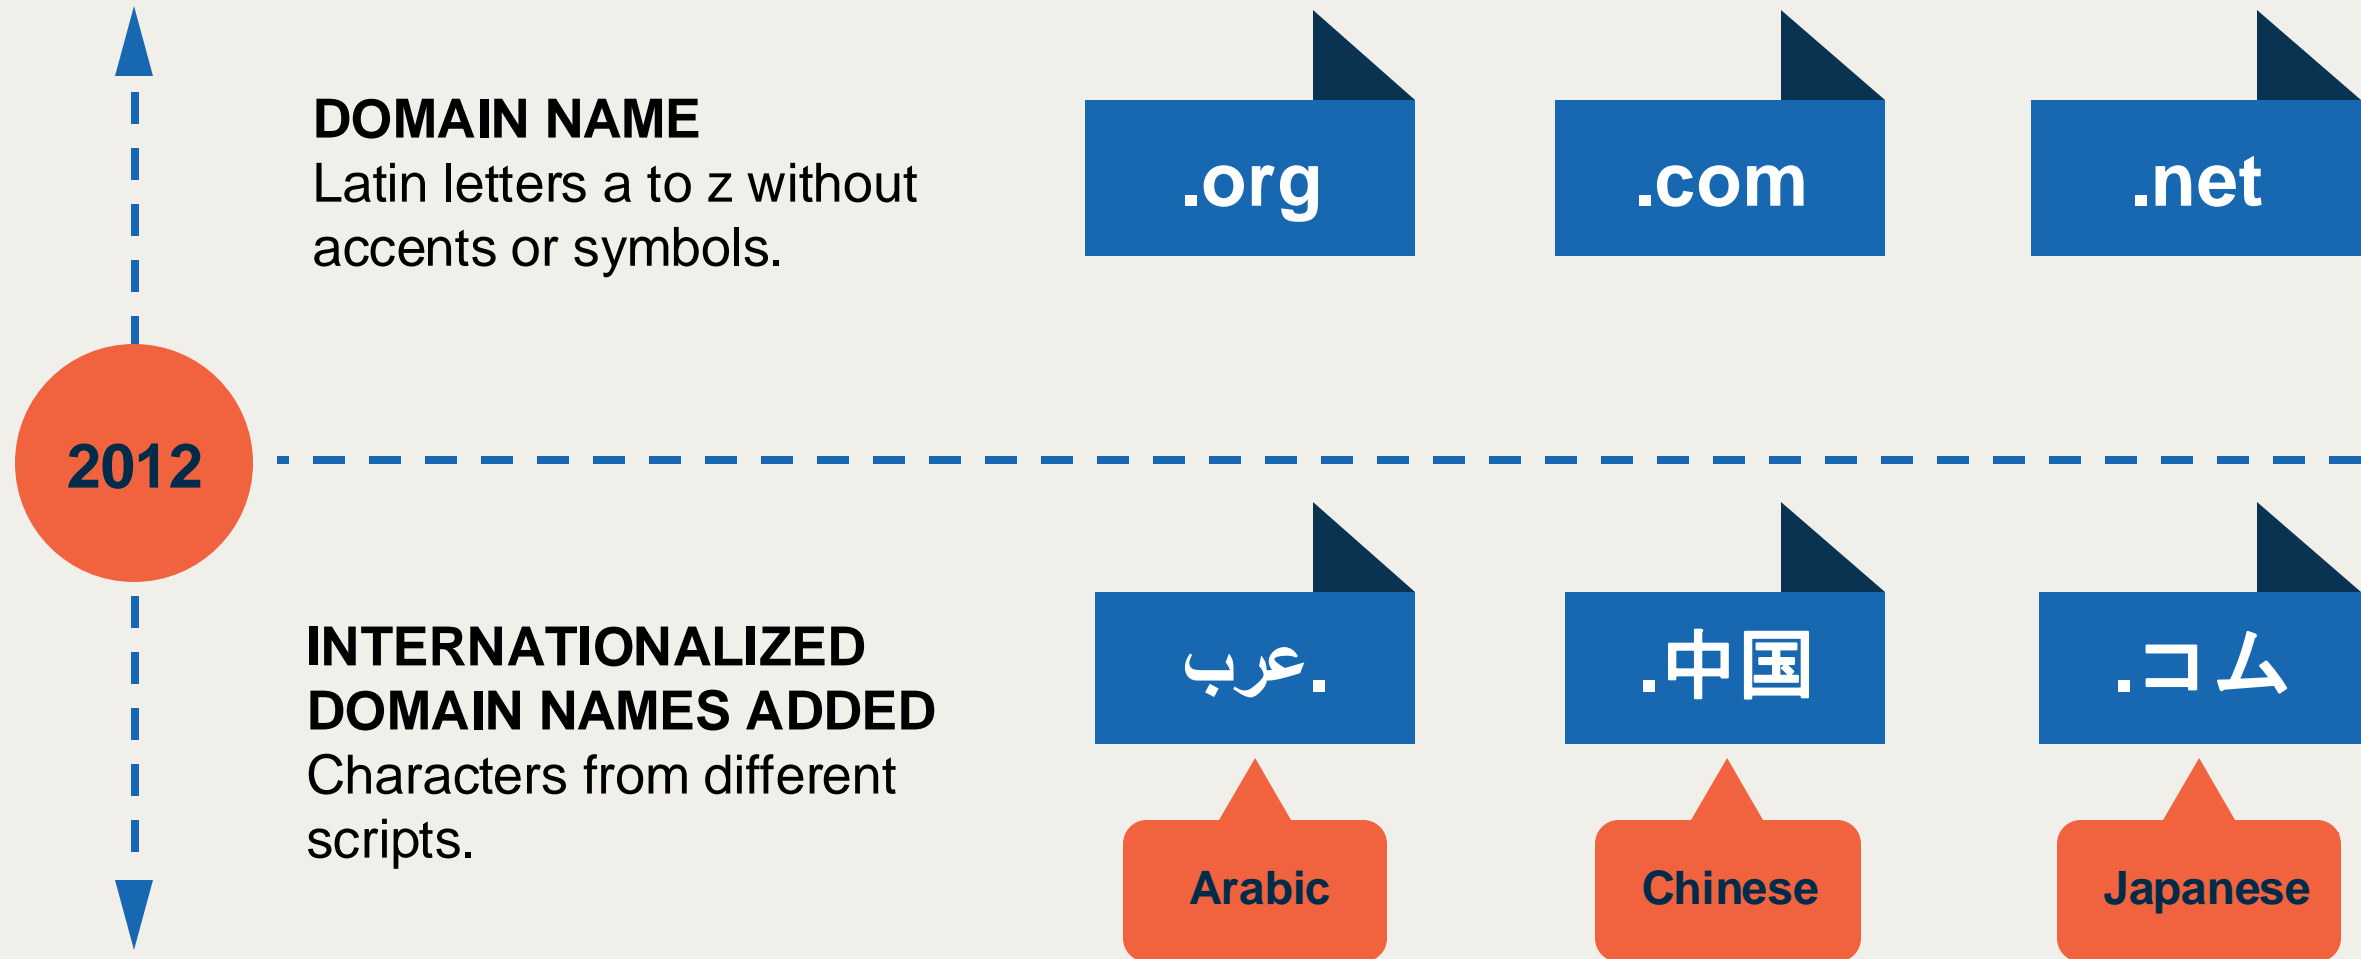 DOMAIN NAME
Latin letters a to z without
accents or symbols.
.org
.com
.net
2012
INTERNATIONALIZED
DOMAIN NAMES ADDED
Characters from different
scripts.
.عرب
.中国
.コム
Arabic
Chinese
Japanese